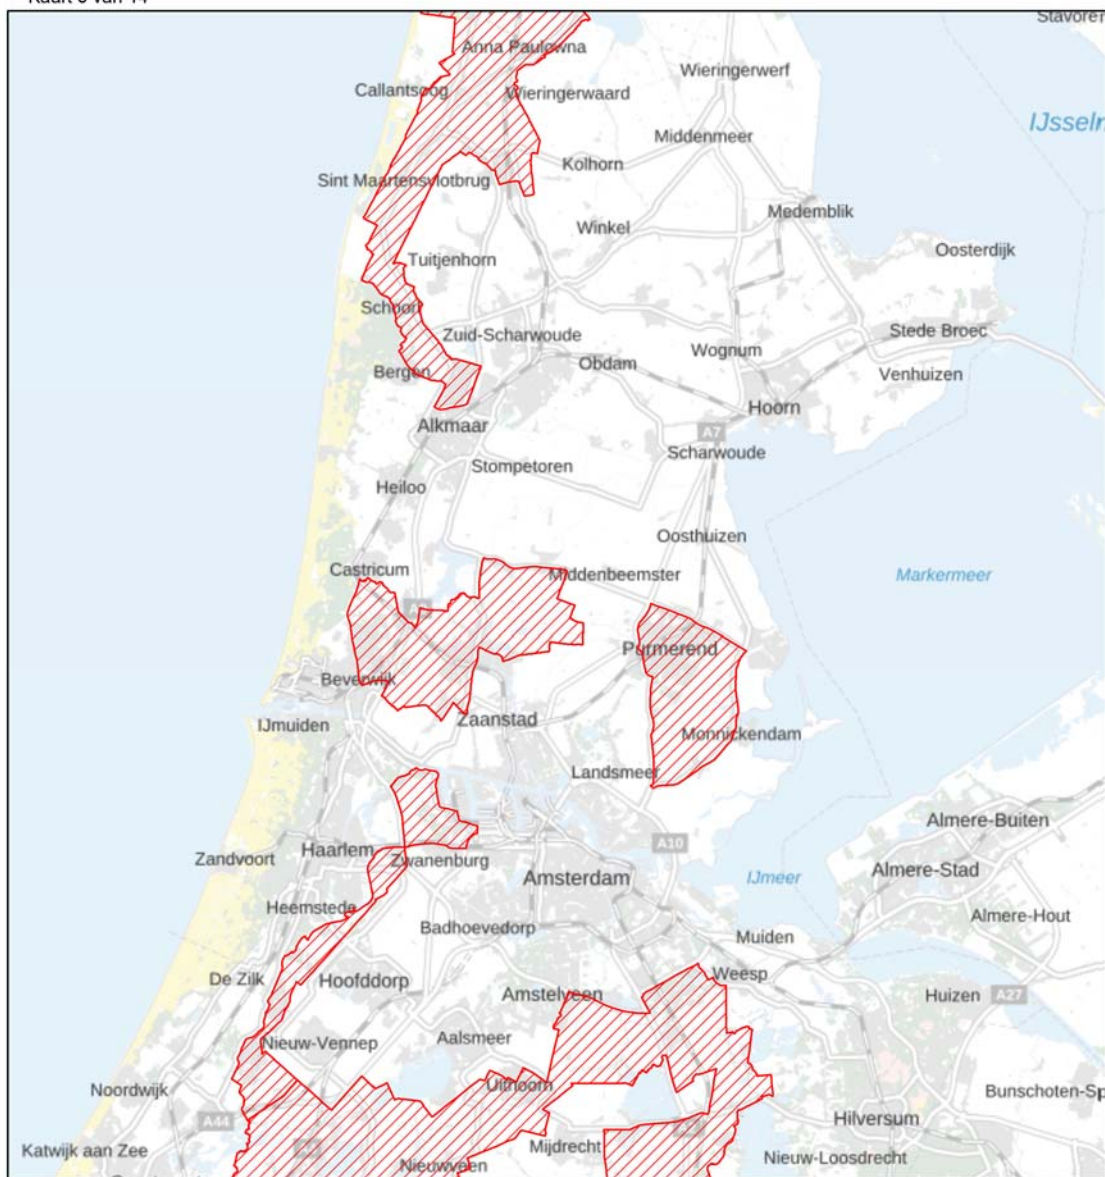 Kaart 6 van 14
Stavoren
Anna Paulowna
Wieringerwerf
Callantsoog
Wieringerwaard
IJsselm
Middenmeer
Kolhorn
Sint Maartensvlotbrug
Medemblik
Winkel
Oosterdijk
Tuitjenhorn
Schoorl
Stede Broec
Zuid-Scharwoude
Wognum
Obdam
Bergen
Venhuizen
Hoorn
Alkmaar
A7
Scharwoude
Stompetoren
Heiloo
Oosthuizen
Castricum
Middenbeemster
Markermeer
Purmerend
Beverwijk
Zaanstad
IJmuiden
Monnickendam
Landsmeer
Almere-Buiten
A10
Haarlem
Zandvoort
Zwanenburg
Almere-Stad
Amsterdam
IJmeer
Heemstede
Almere-Hout
Badhoevedorp
Muiden
Weesp
De Zilk
Hoofddorp
Amstelveen
Huizen
A27
Aalsmeer
Nieuw-Vennep
Uithoorn
Noordwijk
Bunschoten-Sp
A44
Hilversum
Katwijk aan Zee
Mijdrecht
Nieuw-Loosdrecht
Nieuwveen